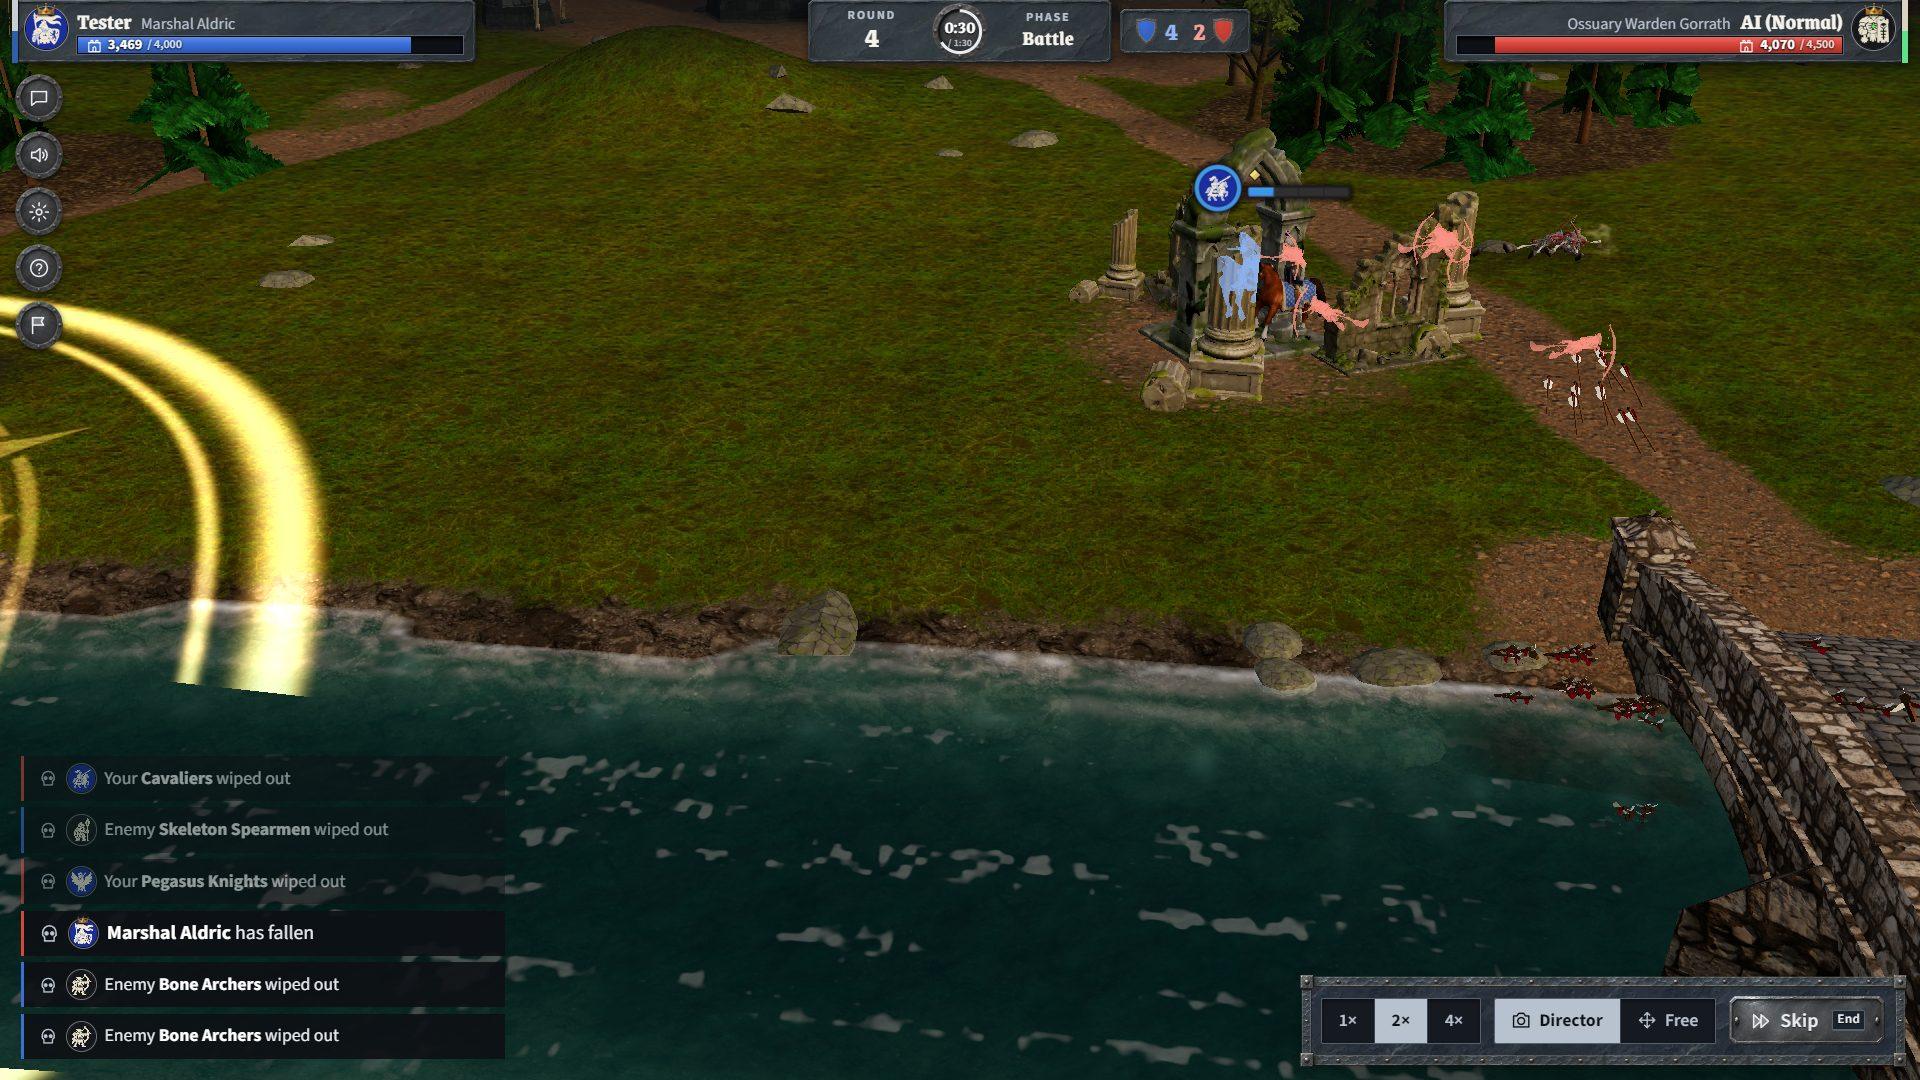 Tester Marshal Aldric
3,469 / 4,000
ROUND
4
0:30
/ 1:30
PHASE
Battle
4 2
Ossuary Warden Gorrath AI (Normal)
4,070 / 4,500
Your Cavaliers wiped out
Enemy Skeleton Spearmen wiped out
Your Pegasus Knights wiped out
Marshal Aldric has fallen
Enemy Bone Archers wiped out
Enemy Bone Archers wiped out
1× 2× 4× Director Free Skip End